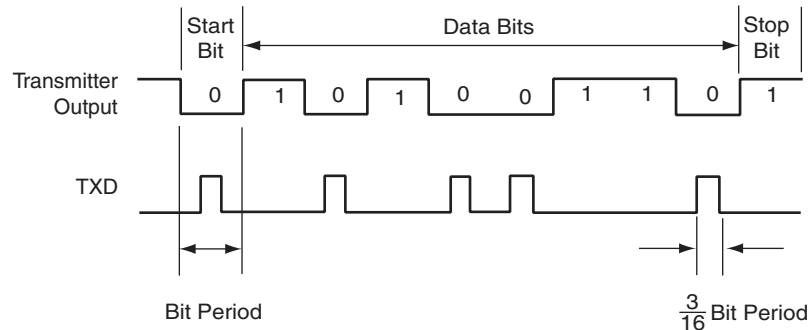 Start Bit
Data Bits
Stop Bit
Transmitter Output
0 1 0 1 0 0 1 1 0 1
TXD
Bit Period
3/16 Bit Period